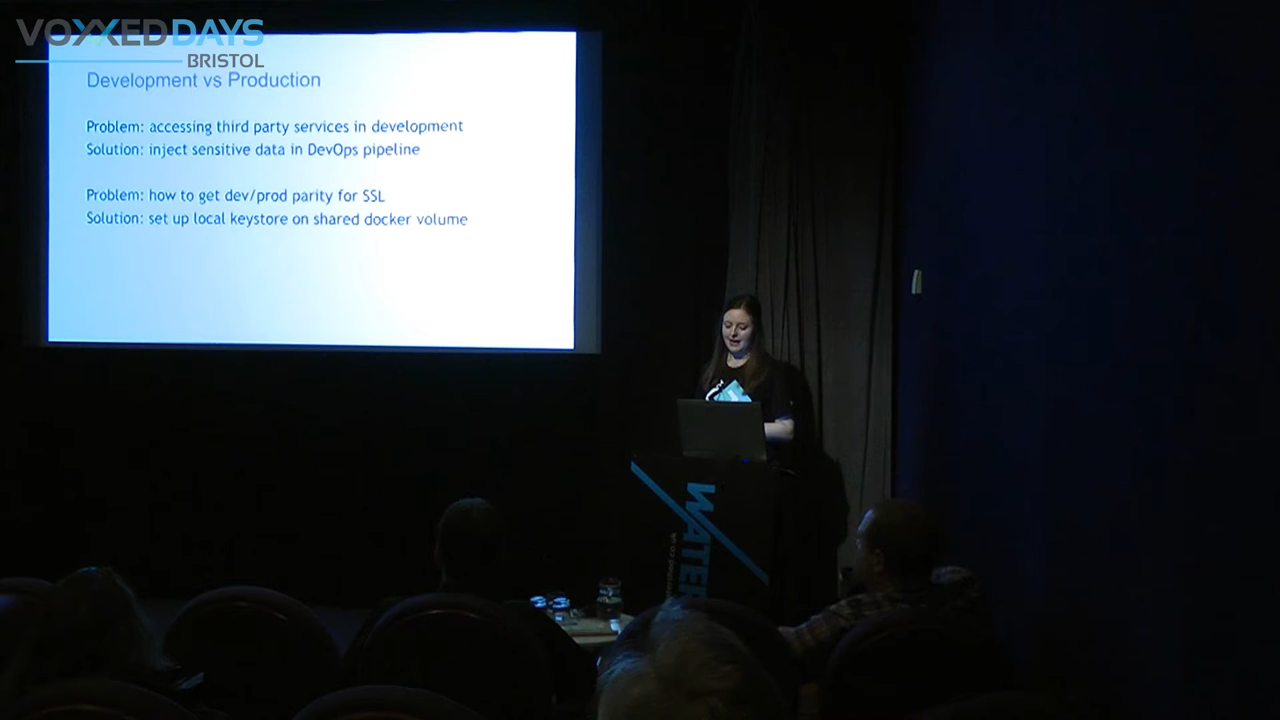 VOXXEDDAYS
BRISTOL
Development vs Production
Problem: accessing third party services in development
Solution: inject sensitive data in DevOps pipeline
Problem: how to get dev/prod parity for SSL
Solution: set up local keystore on shared docker volume